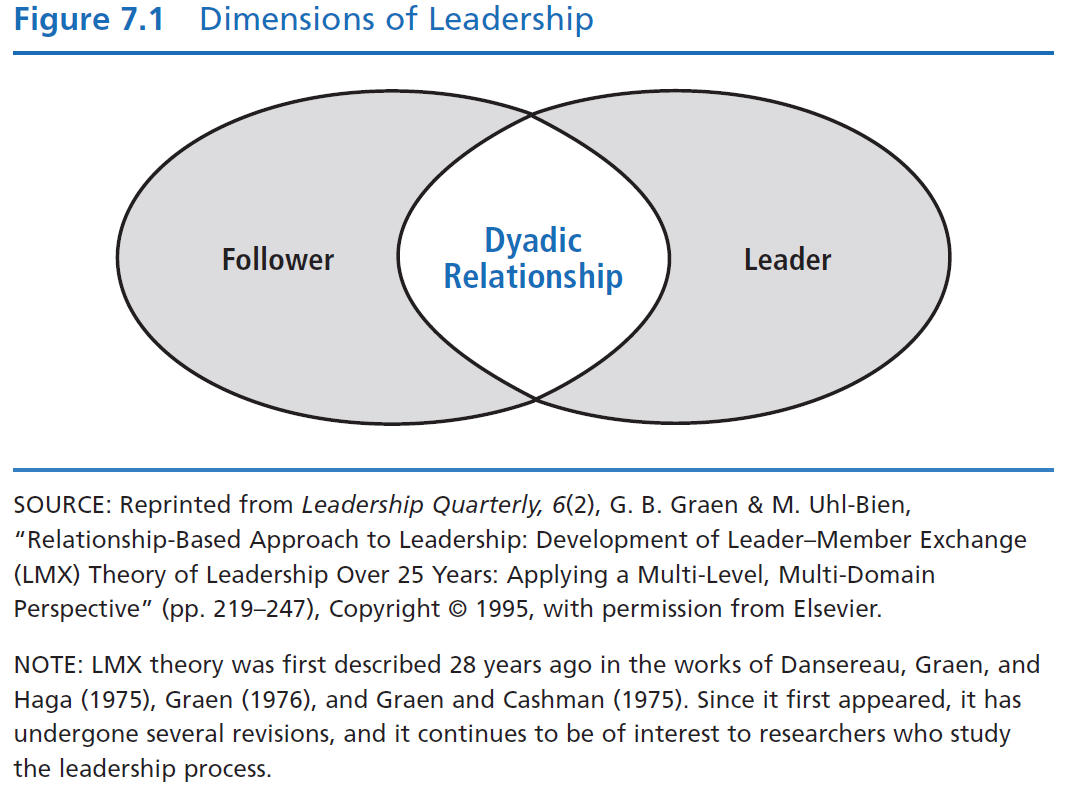 Figure 7.1 Dimensions of Leadership
Follower
Dyadic
Relationship
Leader
SOURCE: Reprinted from Leadership Quarterly, 6(2), G. B. Graen & M. Uhl-Bien,
“Relationship-Based Approach to Leadership: Development of Leader–Member Exchange
(LMX) Theory of Leadership Over 25 Years: Applying a Multi-Level, Multi-Domain
Perspective” (pp. 219–247), Copyright © 1995, with permission from Elsevier.
NOTE: LMX theory was first described 28 years ago in the works of Dansereau, Graen, and
Haga (1975), Graen (1976), and Graen and Cashman (1975). Since it first appeared, it has
undergone several revisions, and it continues to be of interest to researchers who study
the leadership process.